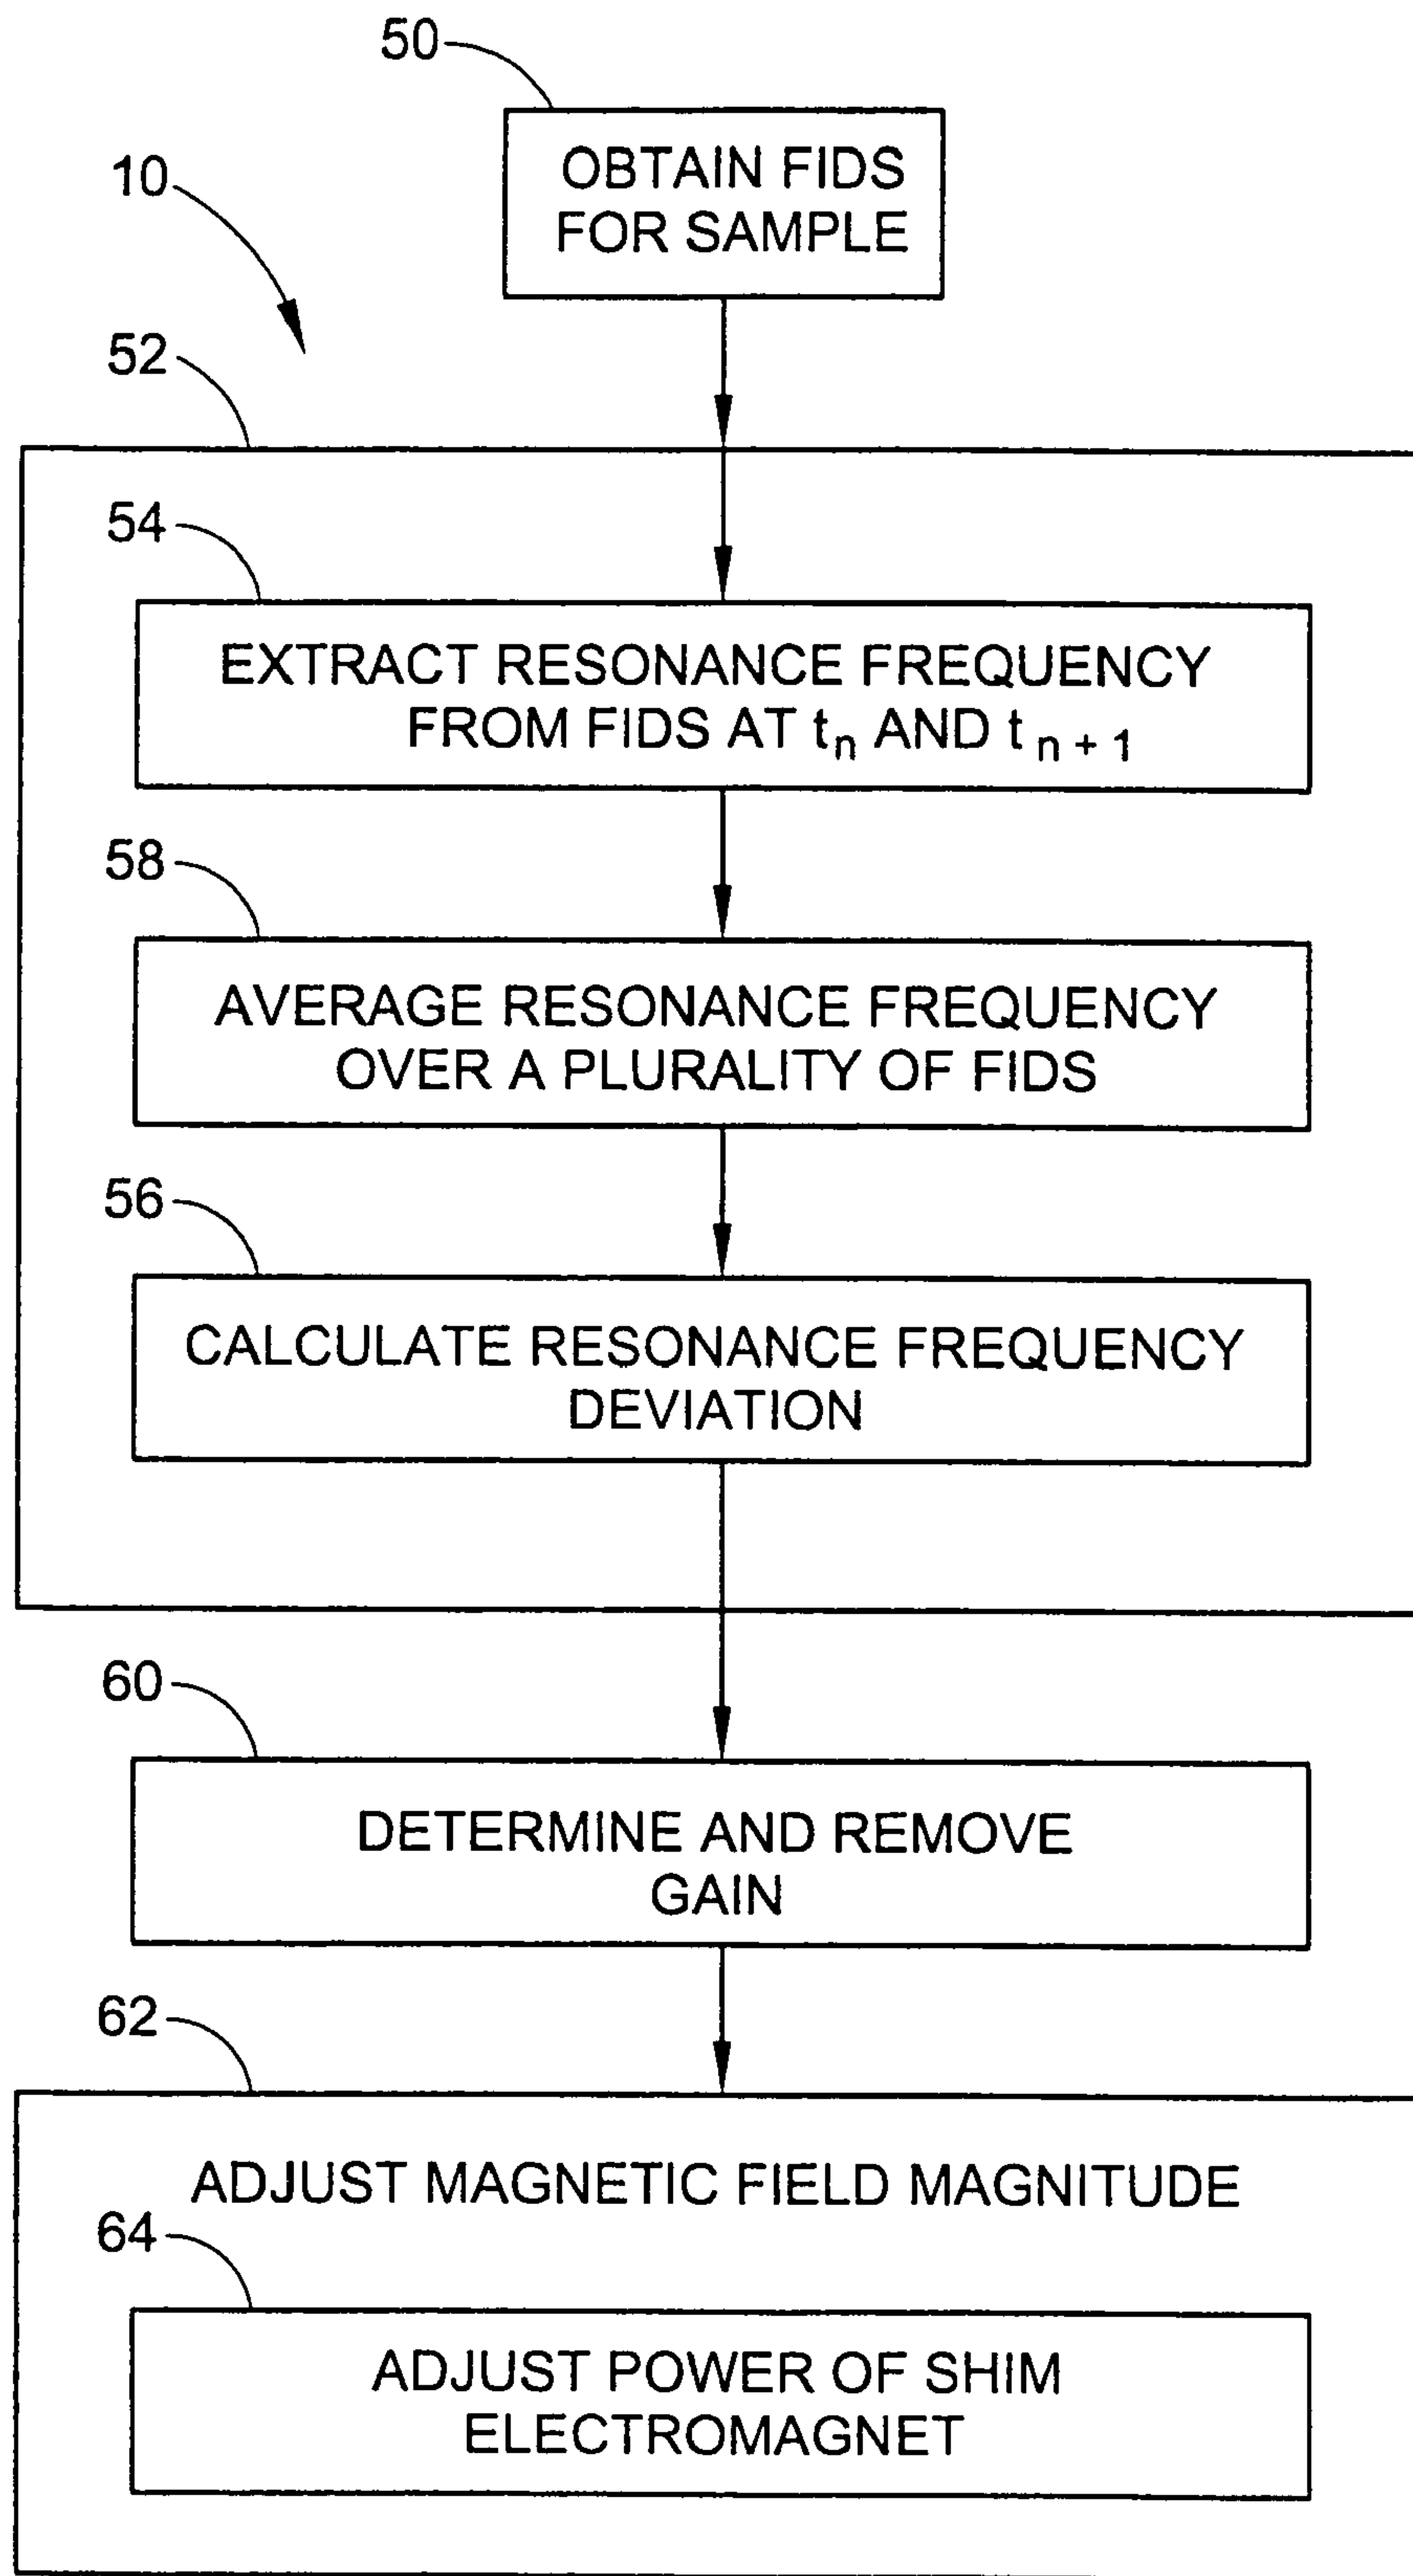 50
OBTAIN FIDS
FOR SAMPLE
10
52
54
EXTRACT RESONANCE FREQUENCY
FROM FIDS AT tn AND t n + 1
58
AVERAGE RESONANCE FREQUENCY
OVER A PLURALITY OF FIDS
56
CALCULATE RESONANCE FREQUENCY
DEVIATION
60
DETERMINE AND REMOVE
GAIN
62
ADJUST MAGNETIC FIELD MAGNITUDE
64
ADJUST POWER OF SHIM
ELECTROMAGNET